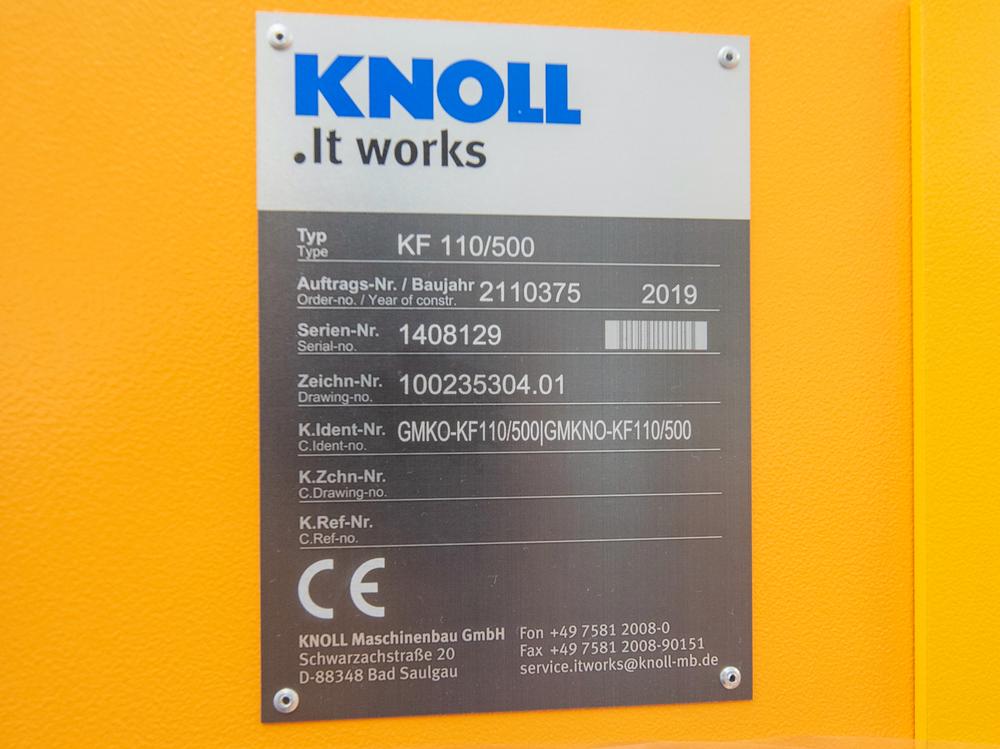 KNOLL
.It works
Typ
Type
KF 110/500
Auftrags-Nr. / Baujahr
Order-no. / Year of constr.
2110375 2019
Serien-Nr.
Serial-no.
1408129
Zeichn-Nr.
Drawing-no.
100235304.01
K.Ident-Nr.
C.Ident-no.
GMKO-KF110/500|GMKNO-KF110/500
K.Zchn-Nr.
C.Drawing-no.
K.Ref-Nr.
C.Ref-no.
CE
KNOLL Maschinenbau GmbH
Schwarzachstraße 20
D-88348 Bad Saulgau
Fon +49 7581 2008-0
Fax +49 7581 2008-90151
service.itworks@knoll-mb.de